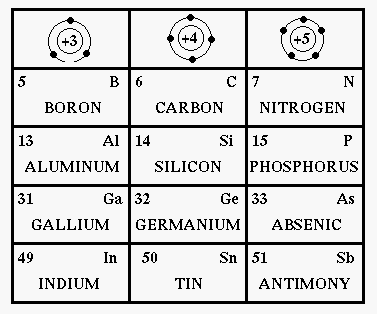 +3 +4 +5
5 B 6 C 7 N
BORON CARBON NITROGEN
13 Al 14 Si 15 P
ALUMINUM SILICON PHOSPHORUS
31 Ga 32 Ge 33 As
GALLIUM GERMANIUM ABSENIC
49 In 50 Sn 51 Sb
INDIUM TIN ANTIMONY